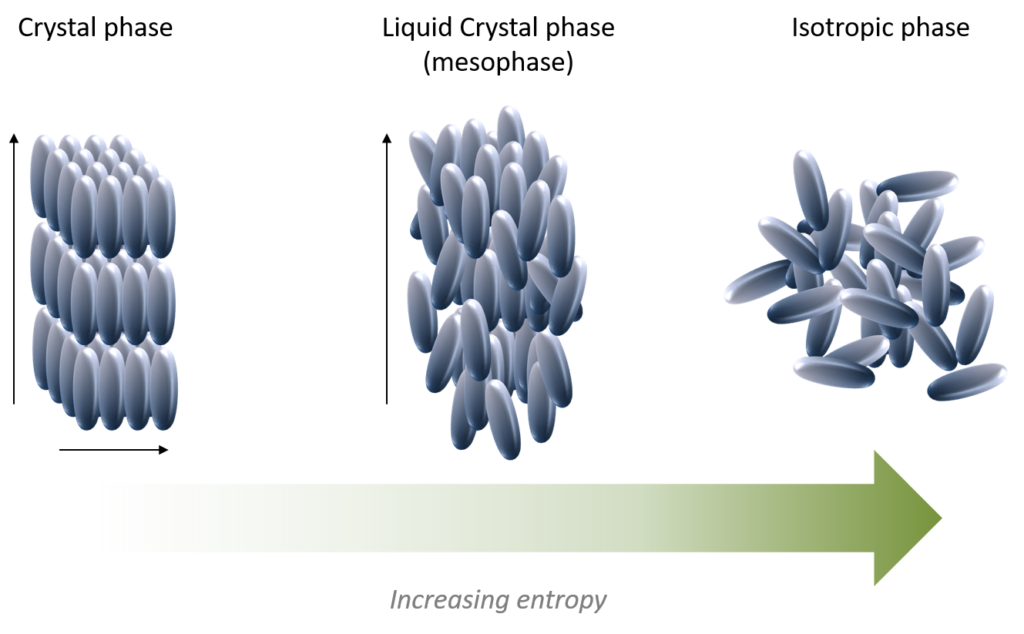 Crystal phase
Liquid Crystal phase
(mesophase)
Isotropic phase
Increasing entropy